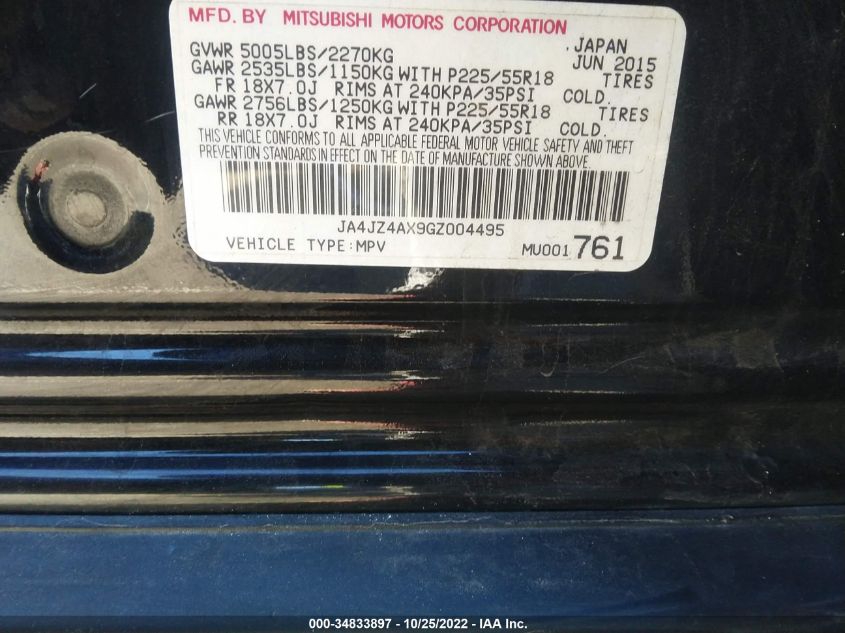 MFD. BY MITSUBISHI MOTORS CORPORATION
GVWR 5005LBS/2270KG . JAPAN
JUN 2015
GAWR 2535LBS/1150KG WITH P225/55R18 TIRES
FR 18X7.0J RIMS AT 240KPA/35PSI COLD.
GAWR 2756LBS/1250KG WITH P225/55R18 TIRES
RR 18X7.0J RIMS AT 240KPA/35PSI COLD.
THIS VEHICLE CONFORMS TO ALL APPLICABLE FEDERAL MOTOR VEHICLE SAFETY AND THEFT
PREVENTION STANDARDS IN EFFECT ON THE DATE OF MANUFACTURE SHOWN ABOVE.
JA4JZ4AX9GZ004495
VEHICLE TYPE:MPV MU001761
000-34833897 • 10/25/2022 • IAA Inc.